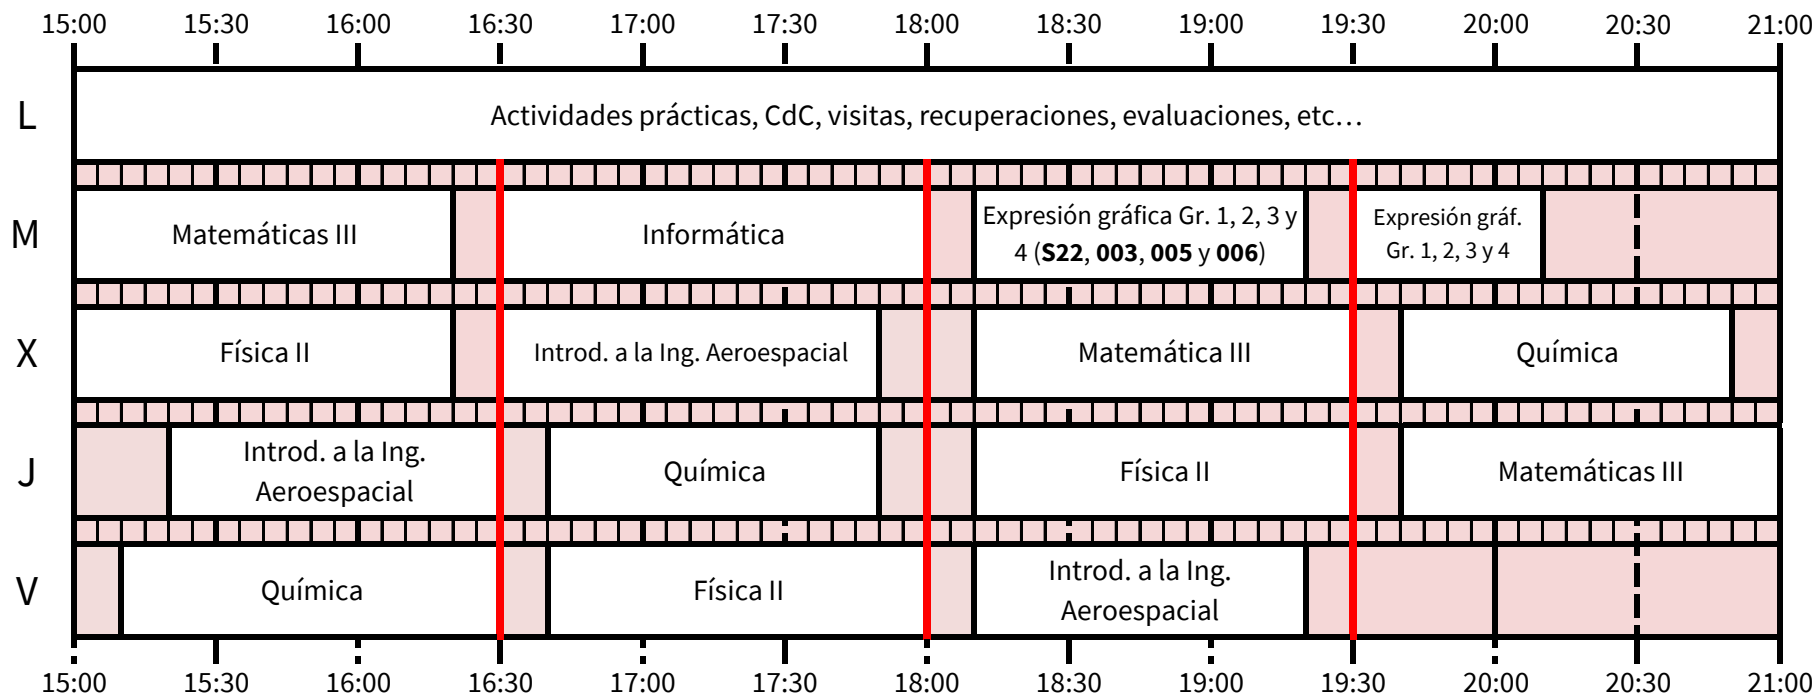 15:00 15:30 16:00 16:30 17:00 17:30 18:00 18:30 19:00 19:30 20:00 20:30 21:00
L
Actividades prácticas, CdC, visitas, recuperaciones, evaluaciones, etc…
M
Matemáticas III
Informática
Expresión gráfica Gr. 1, 2, 3 y
4 (S22, 003, 005 y 006)
Expresión gráf.
Gr. 1, 2, 3 y 4
X
Física II
Introd. a la Ing. Aeroespacial
Matemática III
Química
J
Introd. a la Ing.
Aeroespacial
Química
Física II
Matemáticas III
V
Química
Física II
Introd. a la Ing.
Aeroespacial
15:00 15:30 16:00 16:30 17:00 17:30 18:00 18:30 19:00 19:30 20:00 20:30 21:00